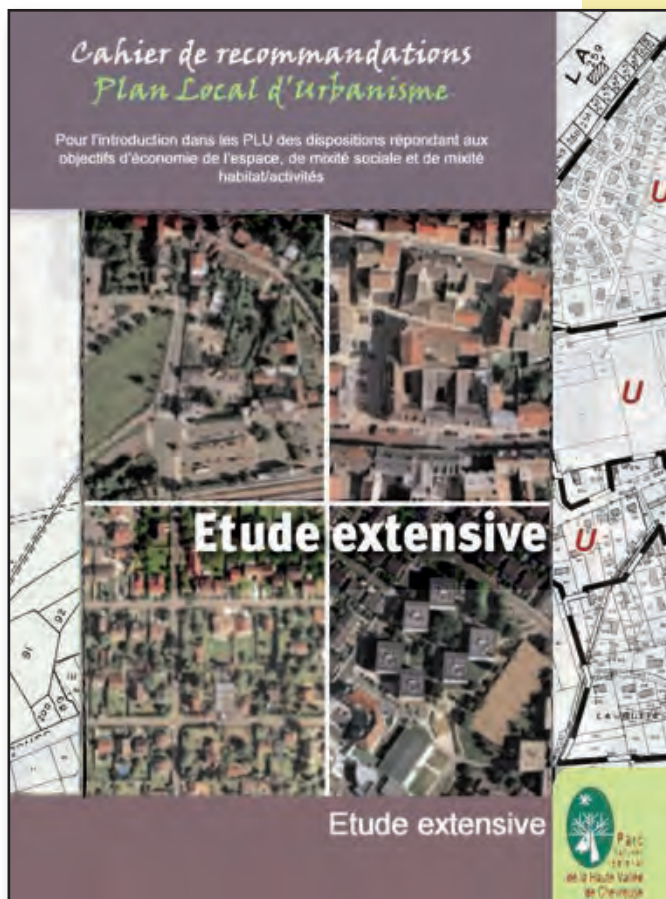 Cahier de recommandations
Plan Local d'Urbanisme
Pour l'introduction dans les PLU des dispositions répondant aux
objectifs d'économie de l'espace, de mixité sociale et de mixité
habitat/activités
L A
U
U
Etude extensive
U
92
91
Etude extensive
Parc
de la Haute Vallée
de Chevreuse